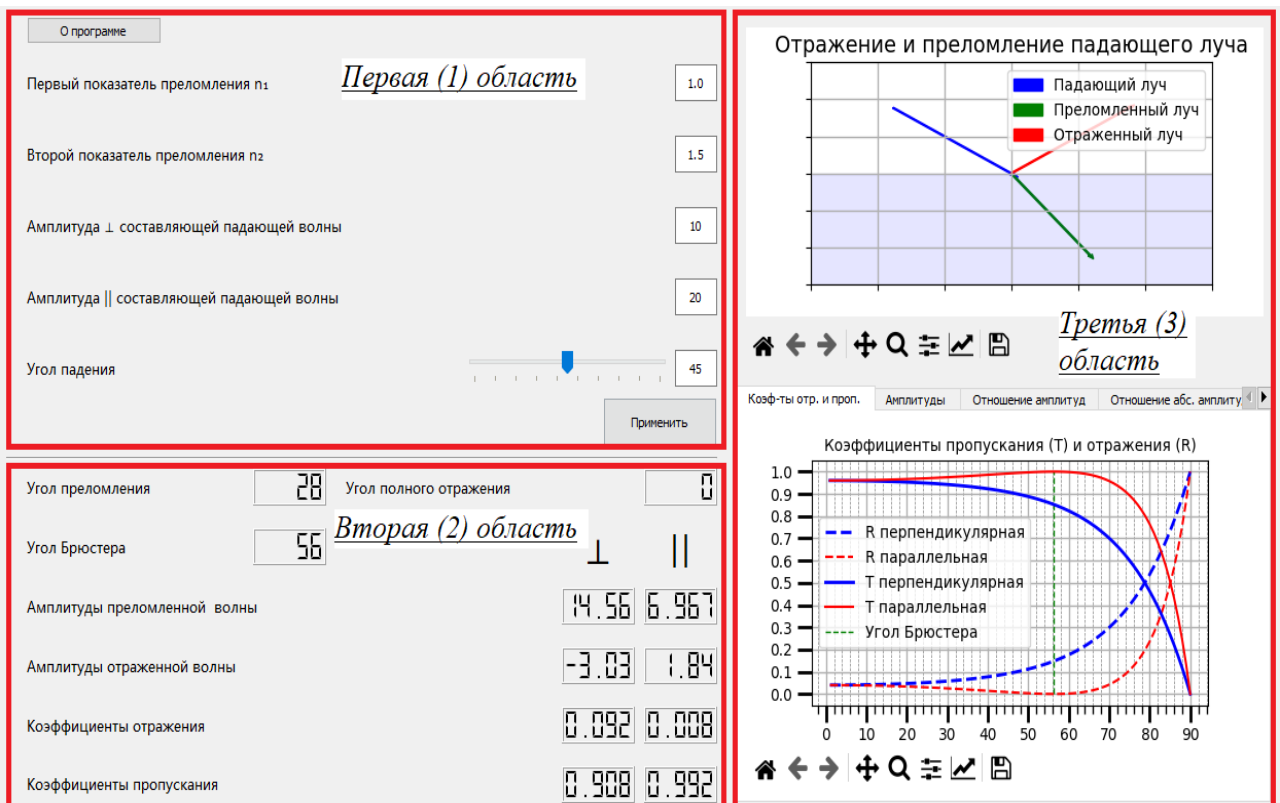 О программе
Первый показатель преломления n₁
Первая (1) область
1.0
Второй показатель преломления n₂
1.5
Амплитуда ⊥ составляющей падающей волны
10
Амплитуда || составляющей падающей волны
20
Угол падения
45
Применить
Угол преломления
28
Угол полного отражения
0
Вторая (2) область
Угол Брюстера
56
⊥ ||
Амплитуды преломленной волны
14.56 6.967
Амплитуды отраженной волны
-3.03 1.84
Коэффициенты отражения
0.092 0.008
Коэффициенты пропускания
0.908 0.992
Отражение и преломление падающего луча
Падающий луч
Преломленный луч
Отраженный луч
Третья (3)
область
Коэф-ты отр. и проп. Амплитуды Отношение амплитуд Отношение абс. амплиту
Коэффициенты пропускания (T) и отражения (R)
1.0
0.9
0.8
0.7
0.6
0.5
0.4
0.3
0.2
0.1
0.0
R перпендикулярная
R параллельная
T перпендикулярная
T параллельная
Угол Брюстера
0 10 20 30 40 50 60 70 80 90